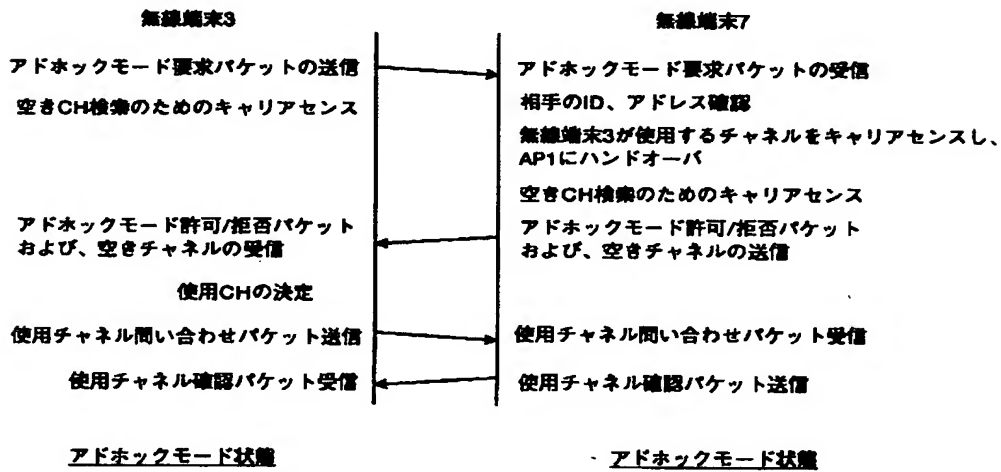 無線端末3
無線端末7
アドホックモード要求パケットの送信
アドホックモード要求パケットの受信
空きCH検索のためのキャリアセンス
相手のID、アドレス確認
無線端末3が使用するチャネルをキャリアセンスし、
AP1にハンドオーバ
空きCH検索のためのキャリアセンス
アドホックモード許可/拒否パケット
および、空きチャネルの受信
アドホックモード許可/拒否パケット
および、空きチャネルの送信
使用CHの決定
使用チャネル問い合わせパケット送信
使用チャネル問い合わせパケット受信
使用チャネル確認パケット受信
使用チャネル確認パケット送信
アドホックモード状態
アドホックモード状態